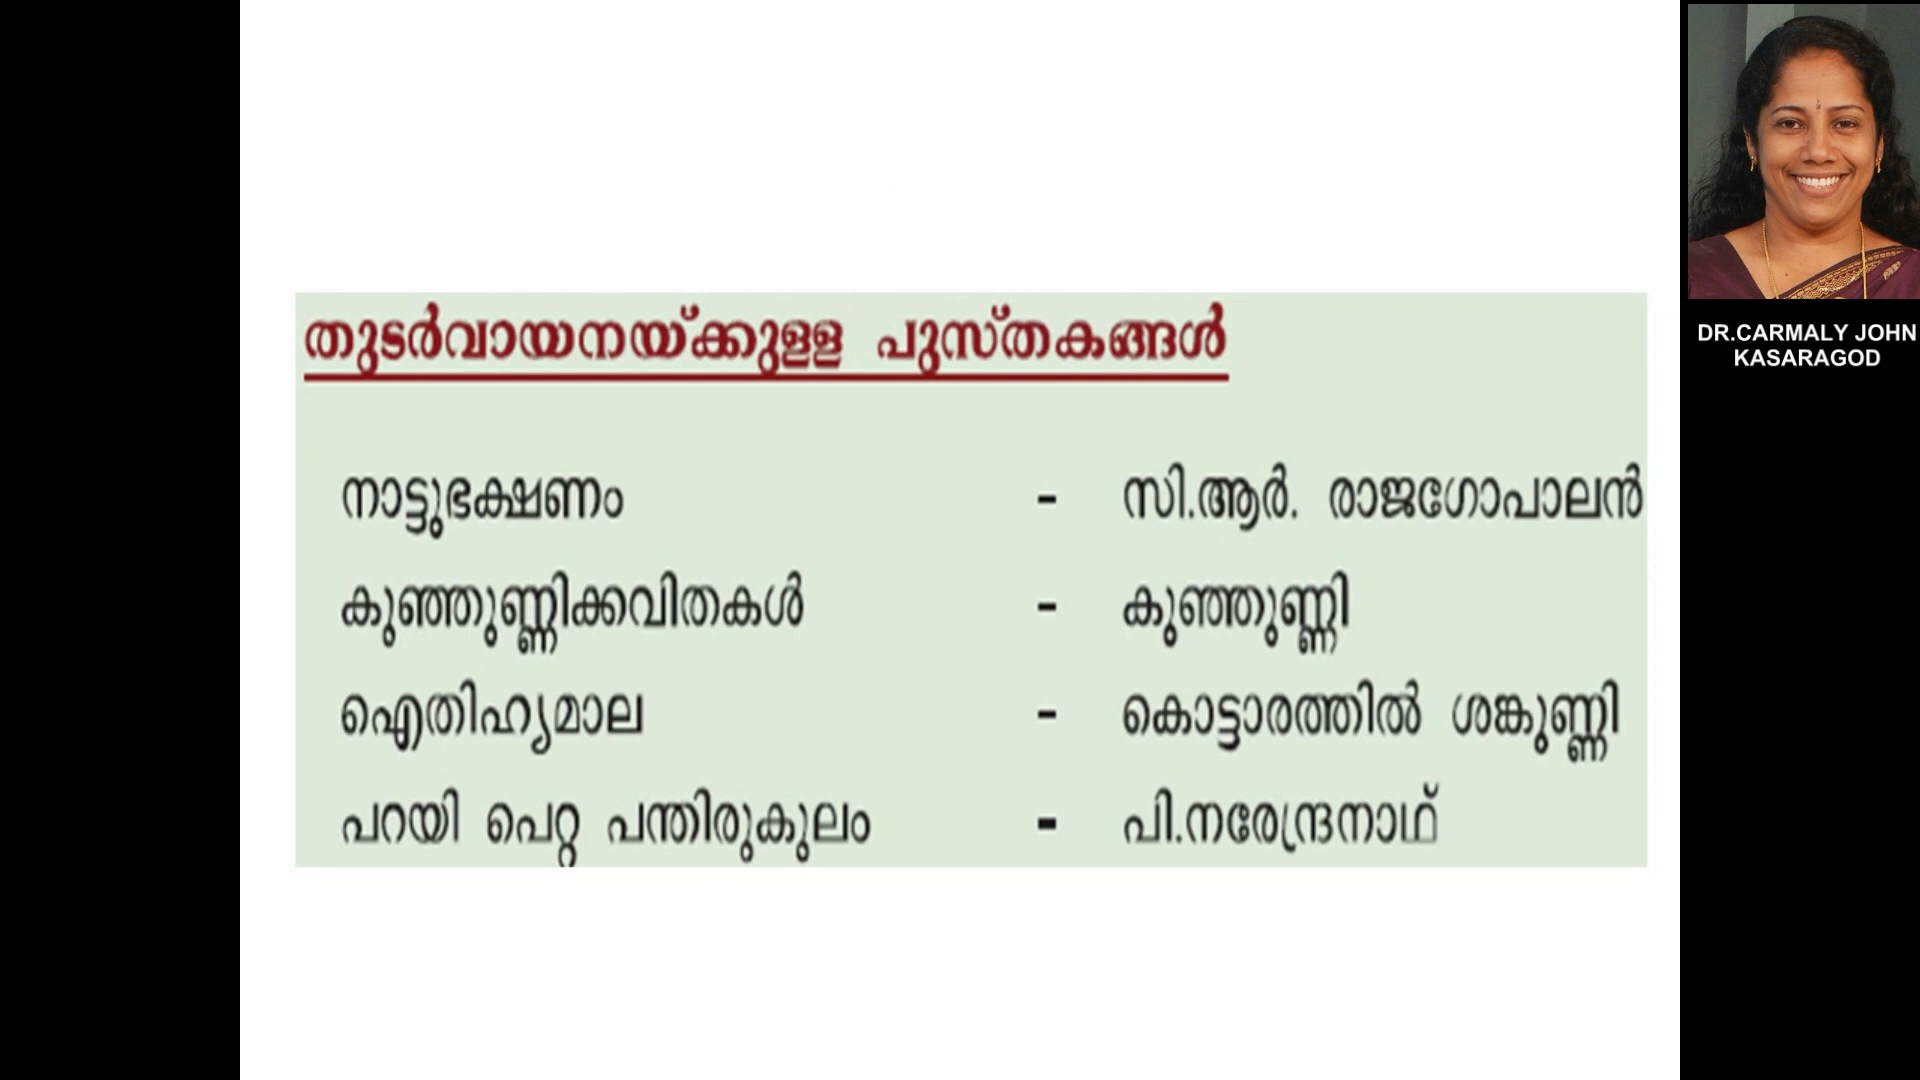 തുടർവായനയ്ക്കുള്ള പുസ്തകങ്ങൾ
നാട്ടുഭക്ഷണം - സി.ആർ. രാജഗോപാലൻ
കുഞ്ഞുണ്ണിക്കവിതകൾ - കുഞ്ഞുണ്ണി
ഐതിഹ്യമാല - കൊട്ടാരത്തിൽ ശങ്കുണ്ണി
പറയി പെറ്റ പന്തിരുകുലം - പി.നരേന്ദ്രനാഥ്
DR.CARMALY JOHN
KASARAGOD